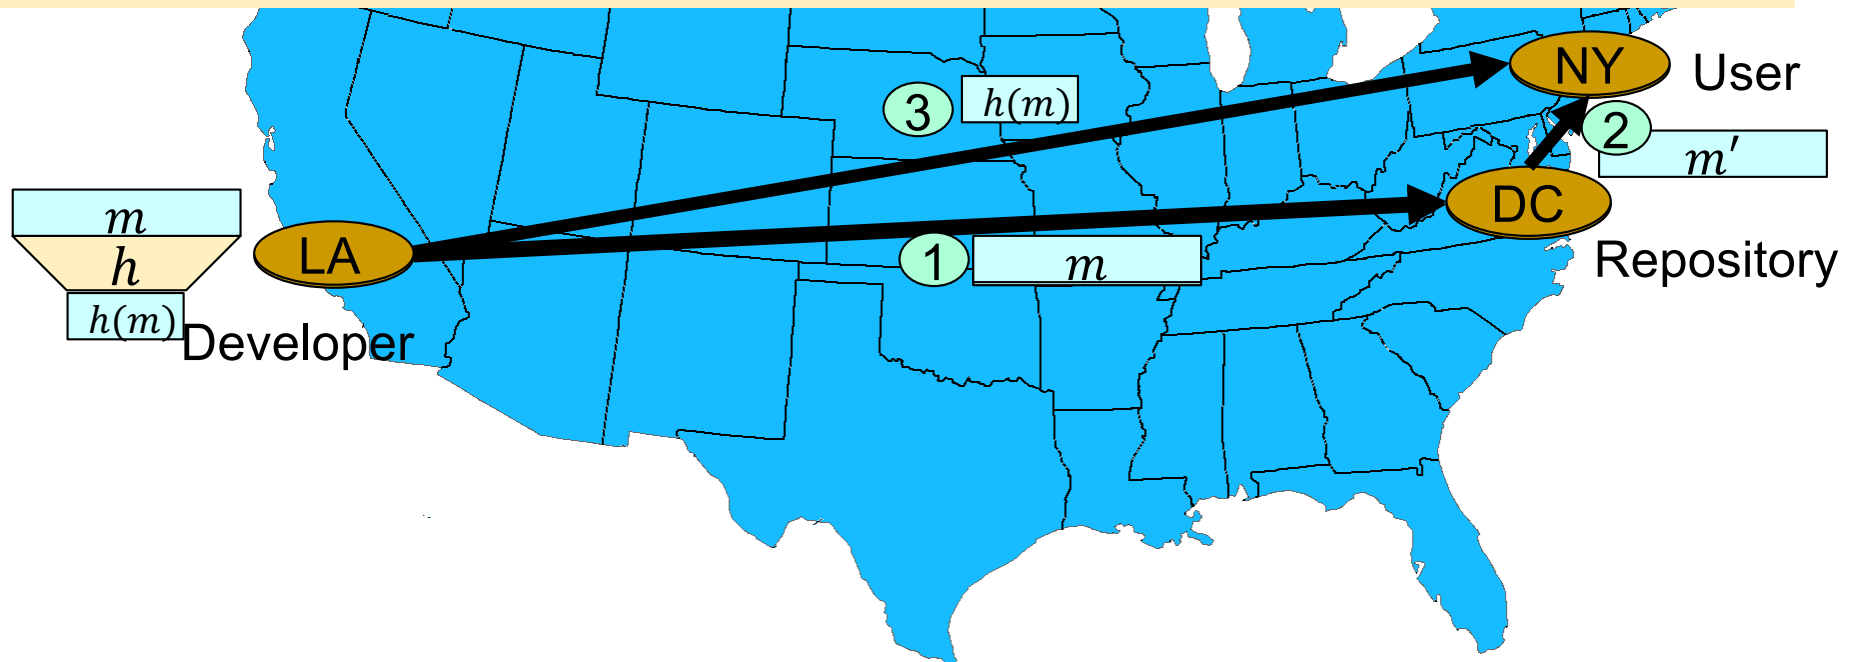 NY
User
3
h(m)
2
m′
DC
m
h
h(m)
LA
1
m
Repository
Developer